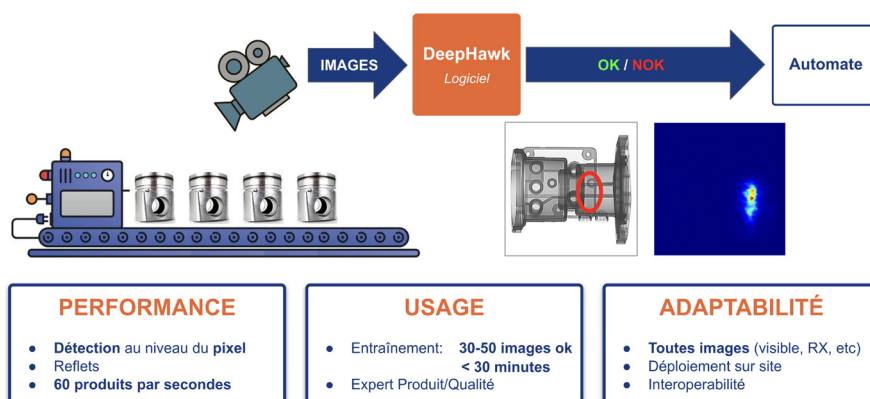 IMAGES
DeepHawk
Logiciel
OK / NOK
Automate
PERFORMANCE
● Détection au niveau du pixel
● Reflets
● 60 produits par secondes
USAGE
● Entraînement: 30-50 images ok
< 30 minutes
● Expert Produit/Qualité
ADAPTABILITÉ
● Toutes images (visible, RX, etc)
● Déploiement sur site
● Interoperabilité